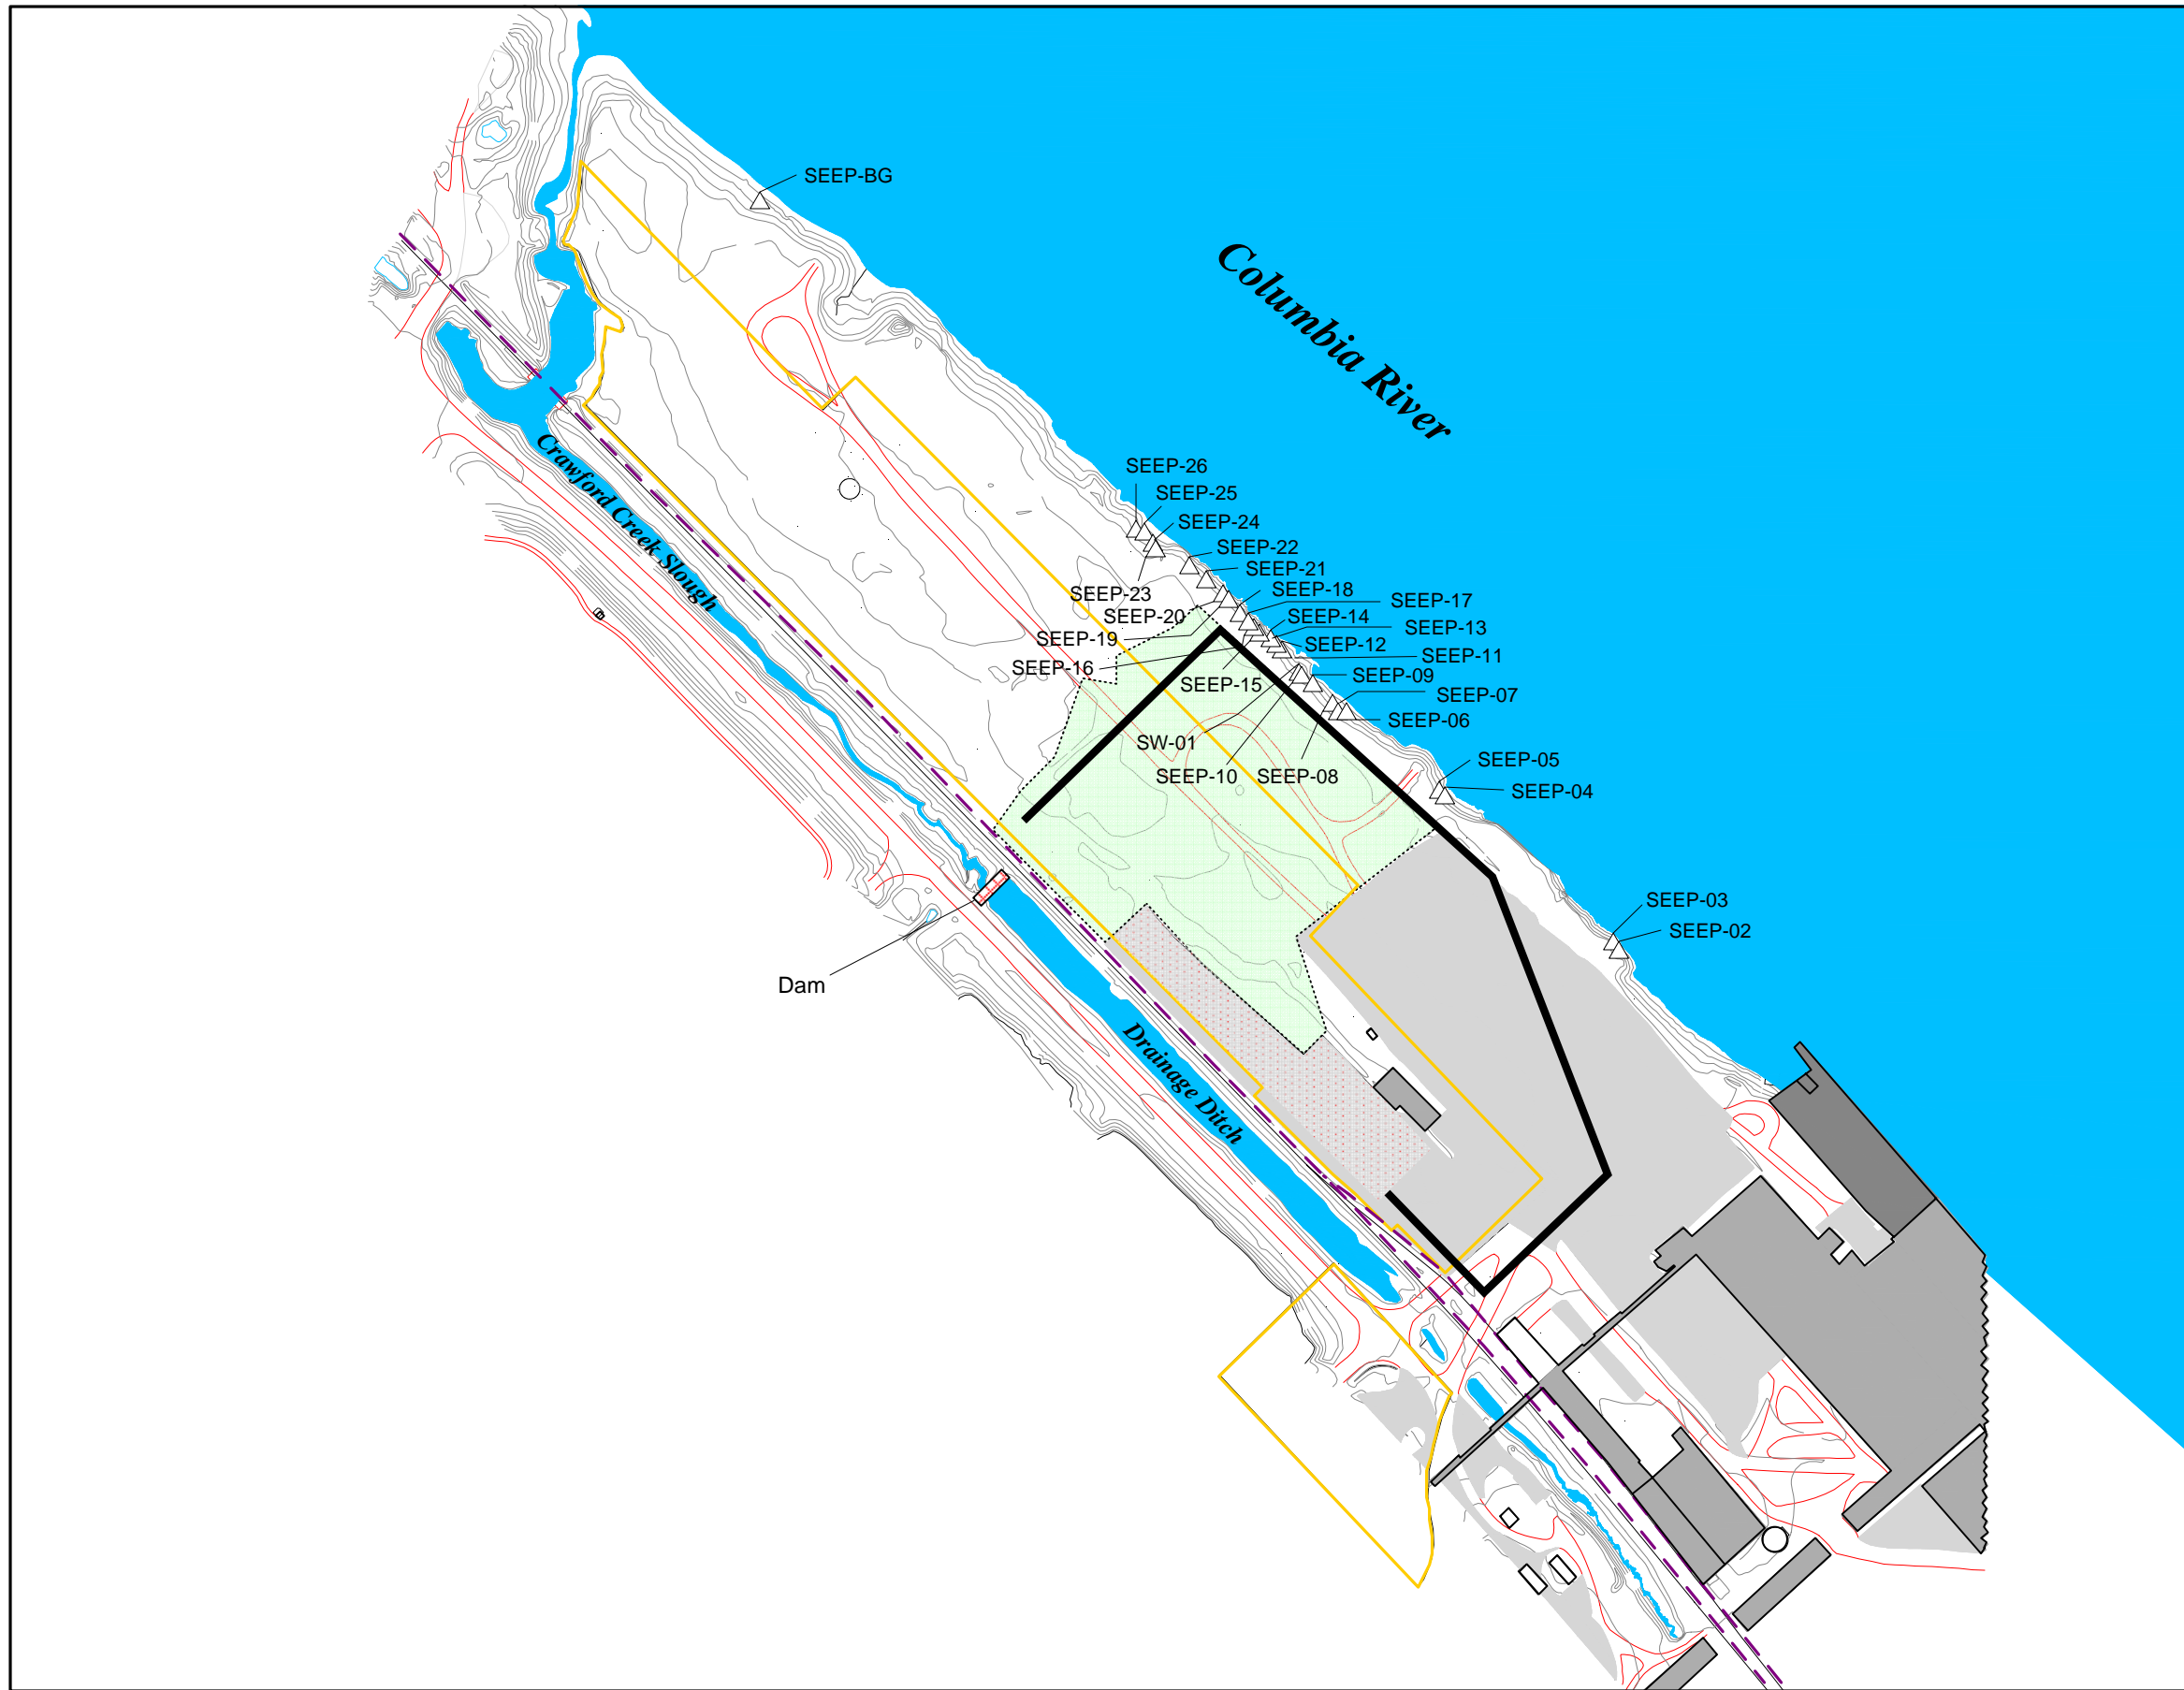 SEEP-BG
Columbia River
SEEP-26
SEEP-25
SEEP-24
SEEP-22
SEEP-21
SEEP-23
SEEP-18
SEEP-20
SEEP-17
SEEP-14
SEEP-13
SEEP-19
SEEP-12
SEEP-11
SEEP-16
SEEP-15
SEEP-09
SEEP-07
SEEP-06
SW-01
SEEP-10
SEEP-08
SEEP-05
SEEP-04
Crawford Creek Slough
SEEP-03
SEEP-02
Dam
Drainage Ditch